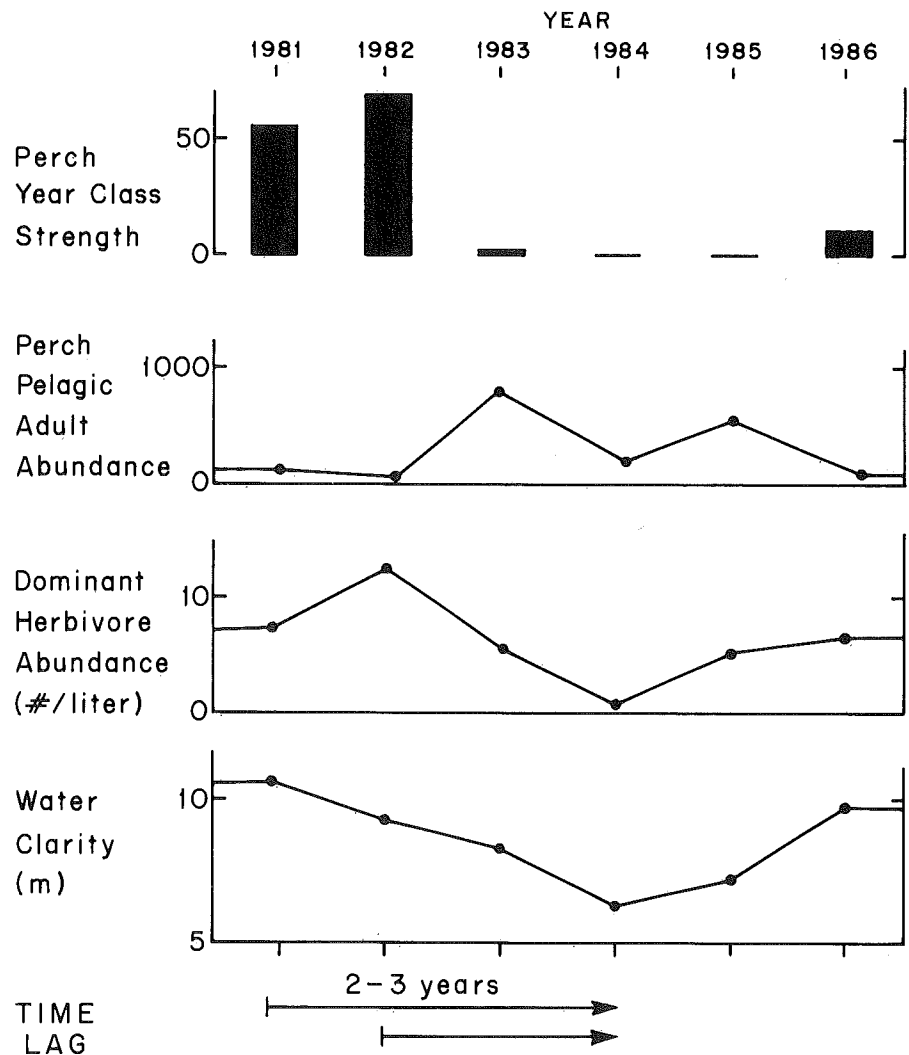 YEAR
1981 1982 1983 1984 1985 1986
50
Perch
Year Class
Strength
0
Perch
1000
Pelagic
Adult
Abundance
0
Dominant
10
Herbivore
Abundance
(#/liter)
0
Water
10
Clarity
(m)
5
2-3 years
TIME
LAG